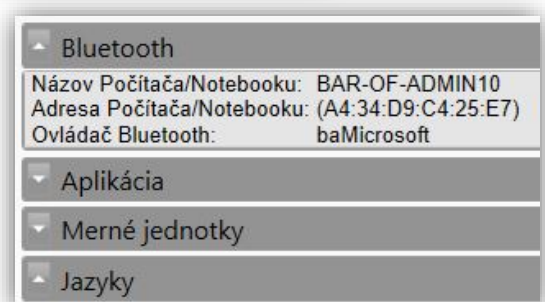 Bluetooth
Názov Počítača/Notebooku: BAR-OF-ADMIN10
Adresa Počítača/Notebooku: (A4:34:D9:C4:25:E7)
Ovládač Bluetooth: baMicrosoft
Aplikácia
Merné jednotky
Jazyky